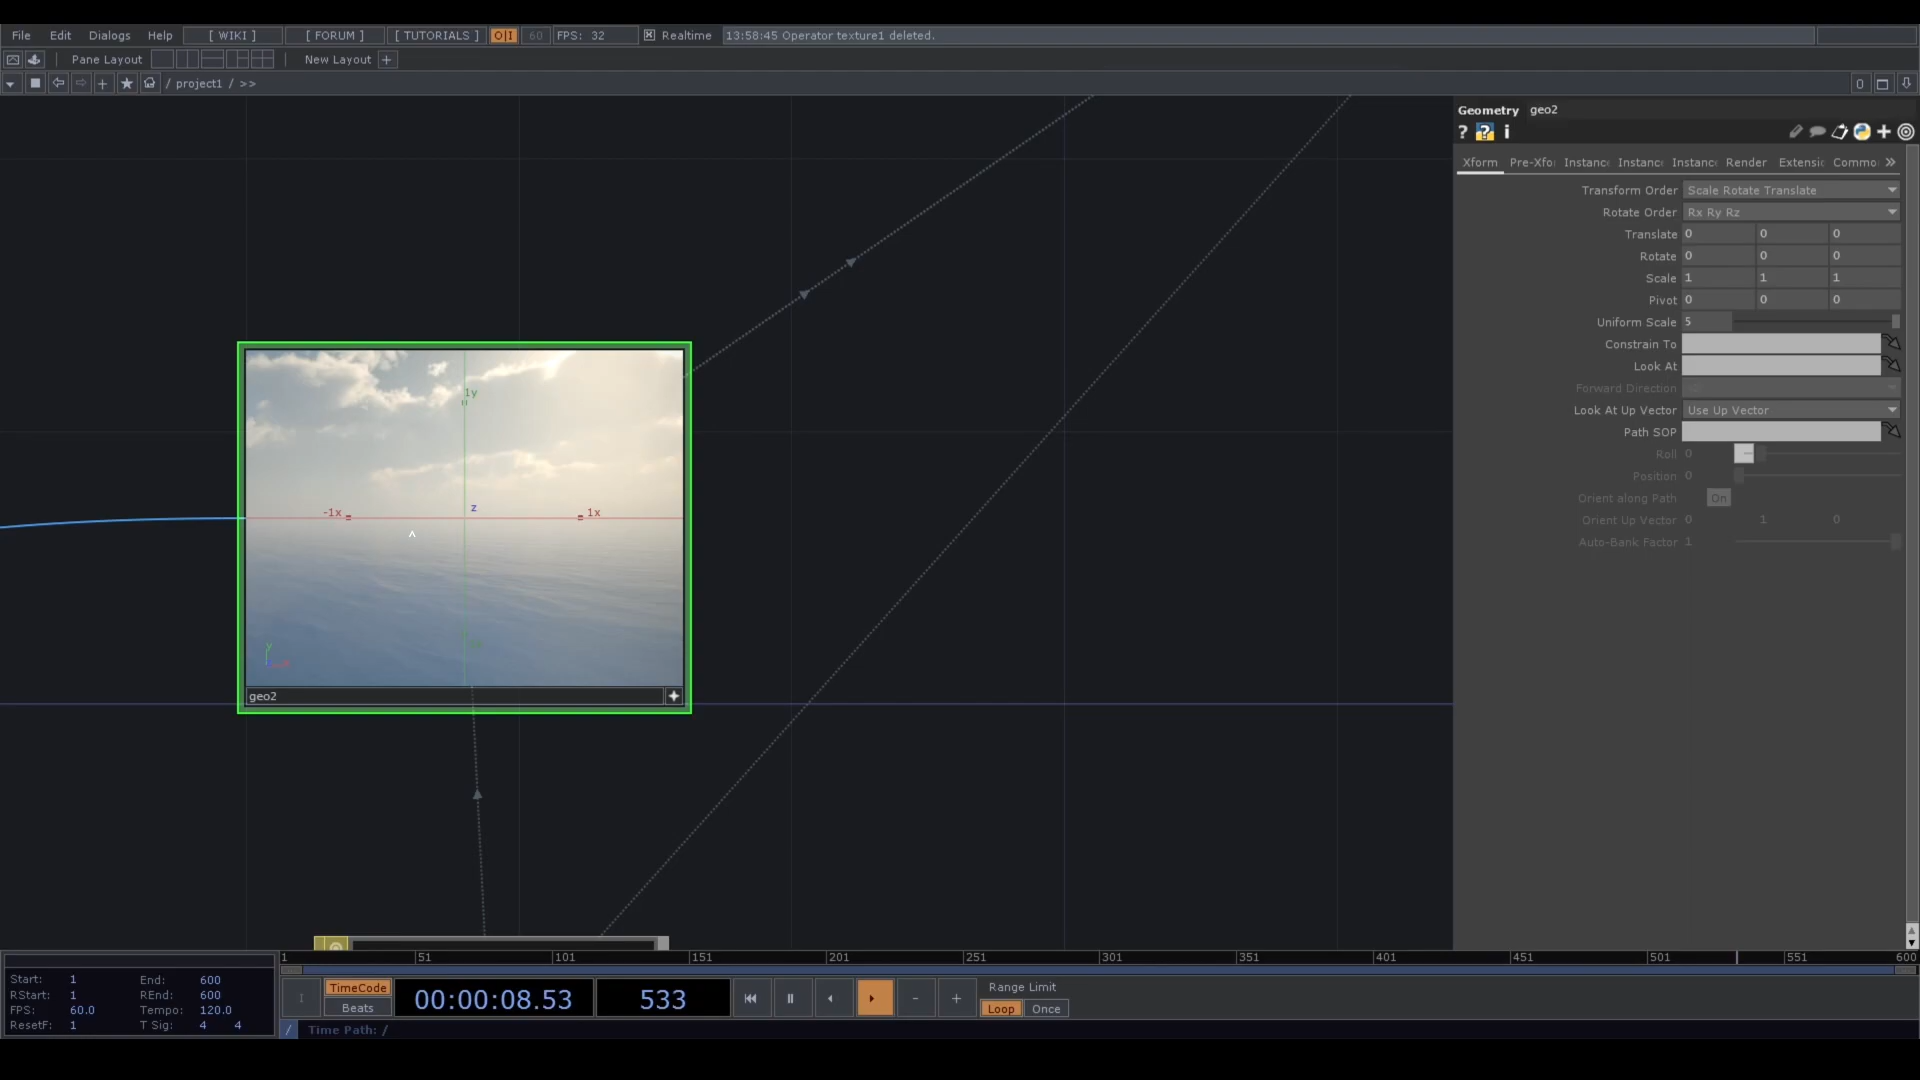 File Edit Dialogs Help [ WIKI ] [ FORUM ] [ TUTORIALS ] O|I 60 FPS: 32 Realtime 13:58:45 Operator texture1 deleted.
Pane Layout New Layout +
/ project1 / >> 0
Geometry geo2
? ? i
Xform Pre-Xfo Instanc Instanc Instanc Render Extensi Commo »
Transform Order Scale Rotate Translate
Rotate Order Rx Ry Rz
Translate 0 0 0
Rotate 0 0 0
Scale 1 1 1
Pivot 0 0 0
Uniform Scale 5
Constrain To
Look At
Forward Direction
Look At Up Vector Use Up Vector
Path SOP
Roll 0
Position 0
Orient along Path On
Orient Up Vector 0 1 0
Auto-Bank Factor 1
1y
-1x z 1x
y
geo2
1 51 101 151 201 251 301 351 401 451 501 551 600
Start: 1 End: 600
RStart: 1 REnd: 600
FPS: 60.0 Tempo: 120.0
ResetF: 1 T Sig: 4 4
I TimeCode Beats 00:00:08.53 533 - + Range Limit
Loop Once
/ Time Path: /